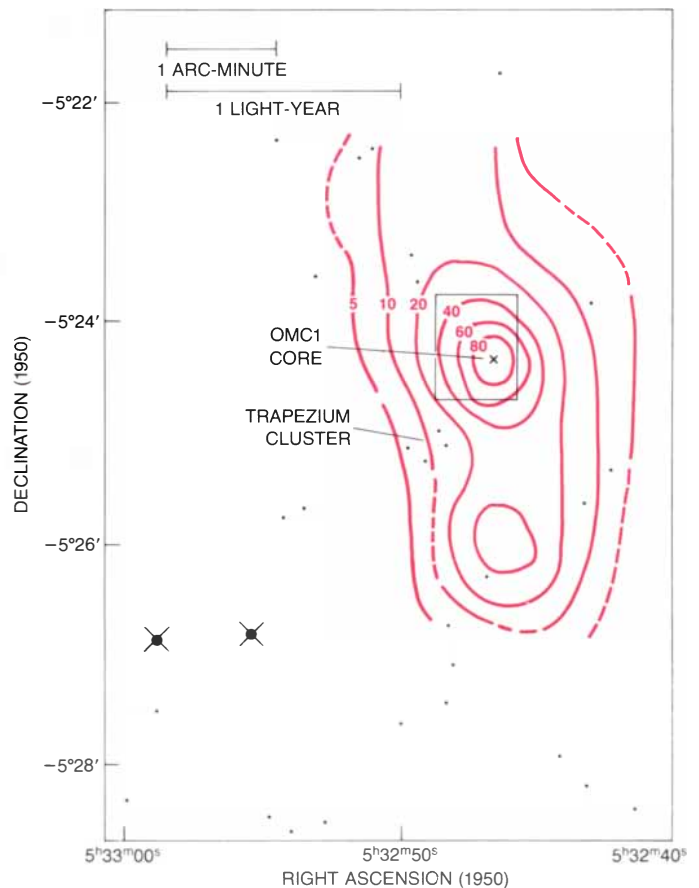 1 ARC-MINUTE
1 LIGHT-YEAR
−5°22′
−5°24′
−5°26′
−5°28′
DECLINATION (1950)
5 10 20 40
60
80
OMC1
CORE
TRAPEZIUM
CLUSTER
5ʰ33ᵐ00ˢ 5ʰ32ᵐ50ˢ 5ʰ32ᵐ40ˢ
RIGHT ASCENSION (1950)